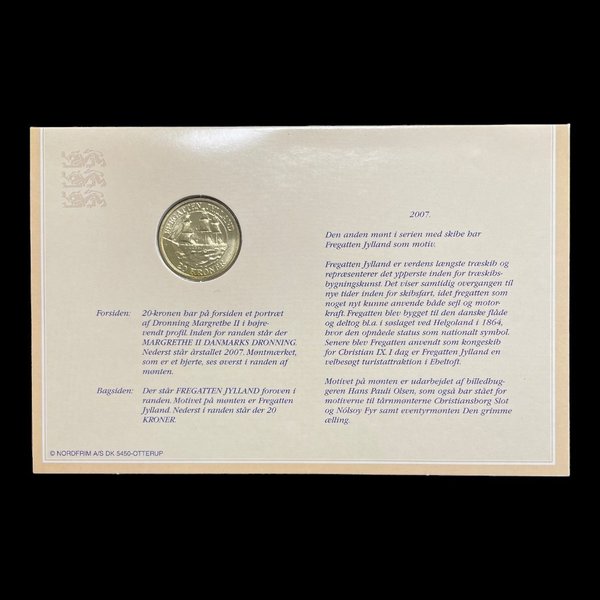 FREGATTEN JYLLAND
20 KRONER
Forsiden: 20-kronen har på forsiden et portræt
af Dronning Margrethe II i højre-
vendt profil. Inden for randen står der
MARGRETHE II DANMARKS DRONNING.
Nederst står årstallet 2007. Møntmærket,
som er et hjerte, ses øverst i randen af
mønten.
Bagsiden: Der står FREGATTEN JYLLAND foroven i
randen. Motivet på mønten er Fregatten
Jylland. Nederst i randen står der 20
KRONER.
© NORDFRIM A/S DK 5450-OTTERUP
2007.
Den anden mønt i serien med skibe har
Fregatten Jylland som motiv.
Fregatten Jylland er verdens længste træskib og
repræsenterer det ypperste inden for træskibs-
bygningskunst. Det viser samtidig overgangen til
nye tider inden for skibsfart, idet fregatten som
noget nyt kunne anvende både sejl og motor-
kraft. Fregatten blev bygget til den danske flåde
og deltog bl.a. i søslaget ved Helgoland i 1864,
hvor den opnåede status som nationalt symbol.
Senere blev Fregatten anvendt som kongeskib
for Christian IX. I dag er Fregatten Jylland en
velbesøgt turistattraktion i Ebeltoft.
Motivet på mønten er udarbejdet af billedhug-
geren Hans Pauli Olsen, som også har stået for
motiverne til tårnmønterne Christiansborg Slot
og Nólsoy Fyr samt eventyrmønten Den grimme
ælling.